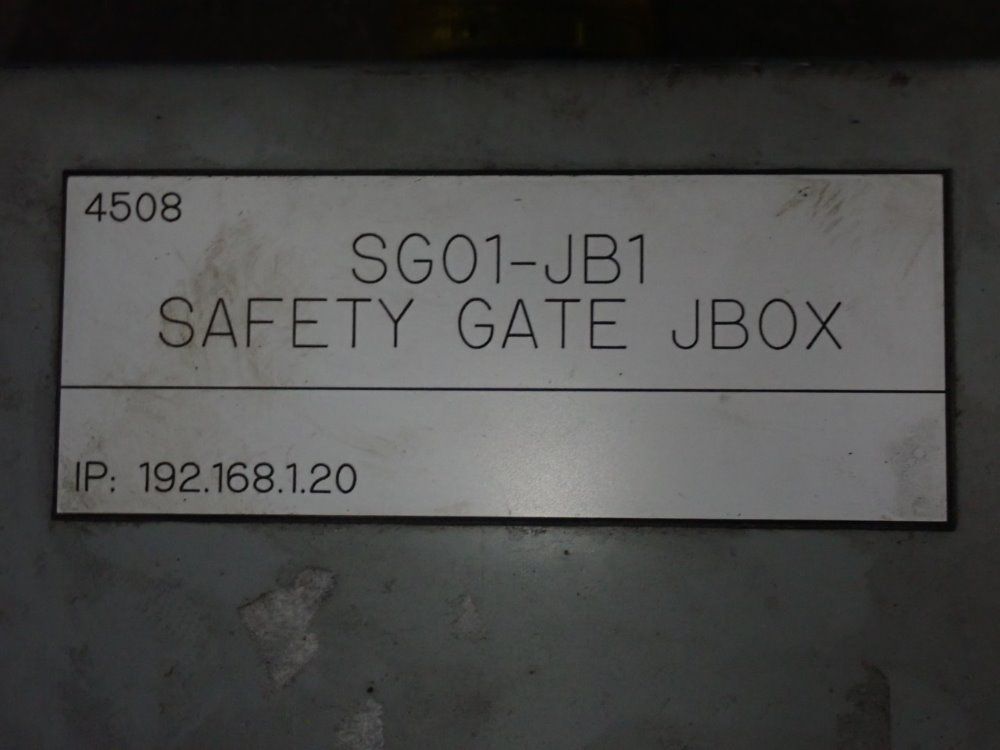 4508
SG01-JB1
SAFETY GATE JBOX
IP: 192.168.1.20